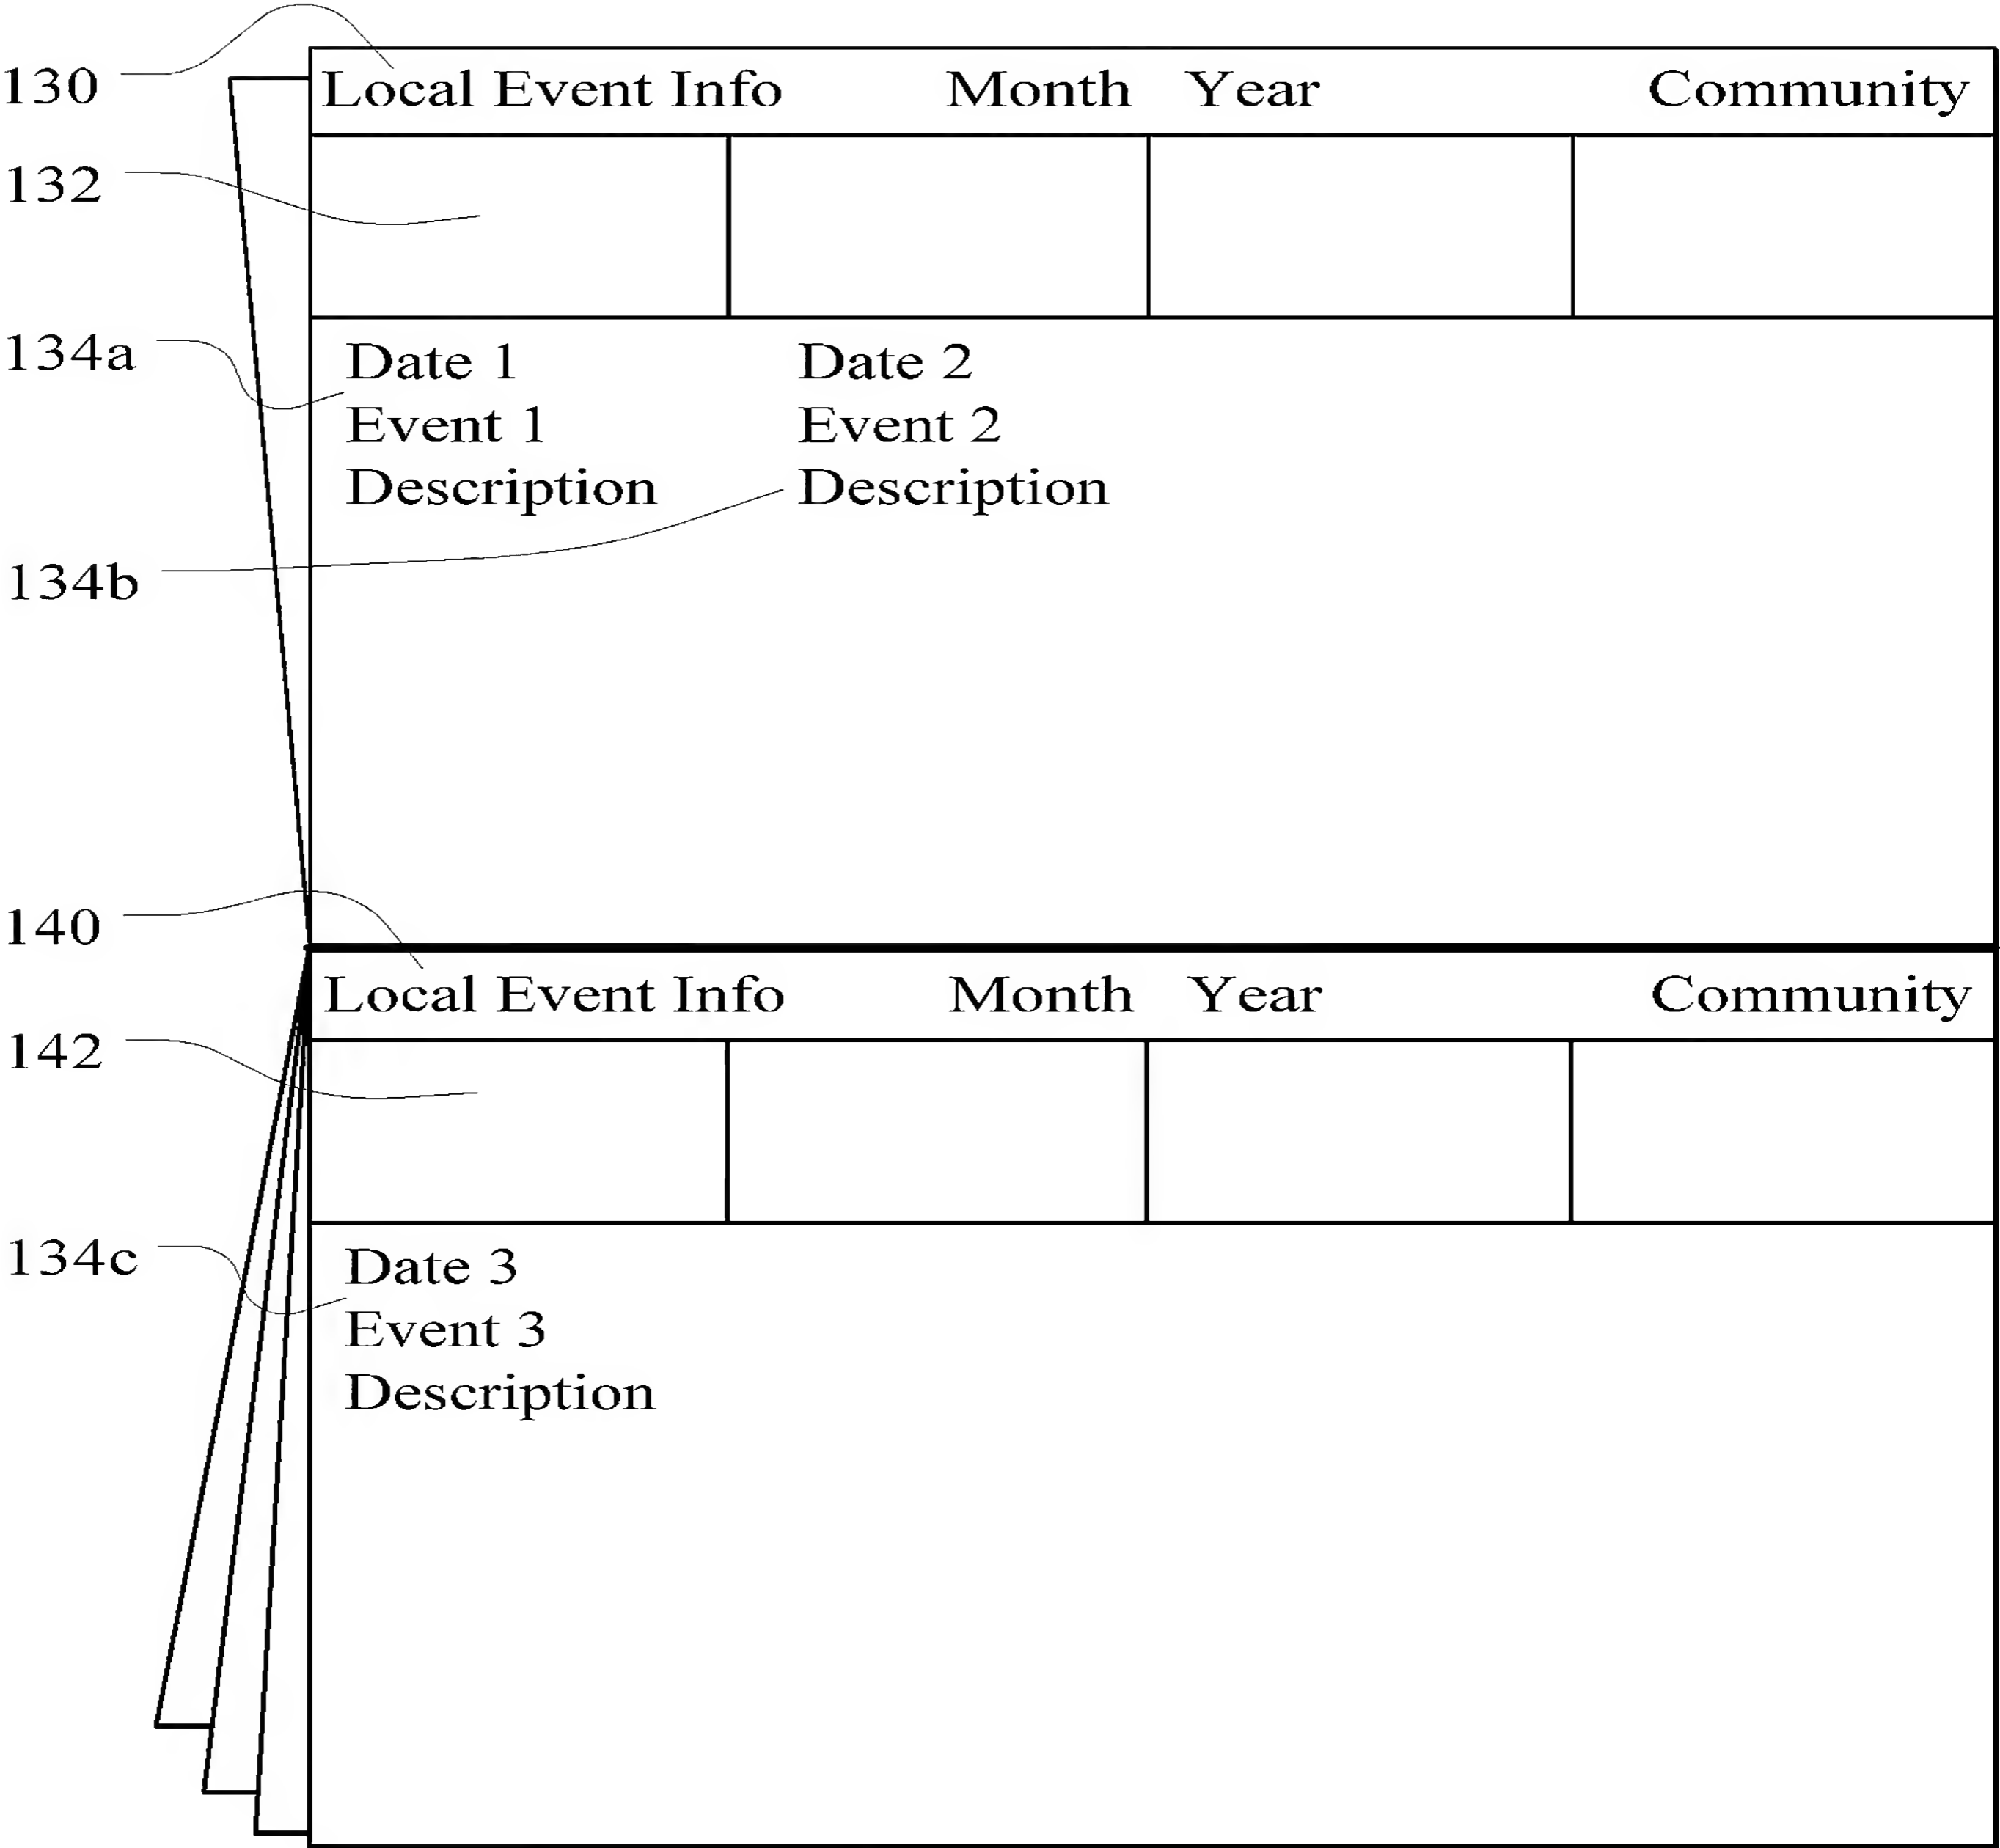 130 Local Event Info Month Year Community
132
134a Date 1 Date 2
Event 1 Event 2
Description Description
134b
140 Local Event Info Month Year Community
142
134c Date 3
Event 3
Description